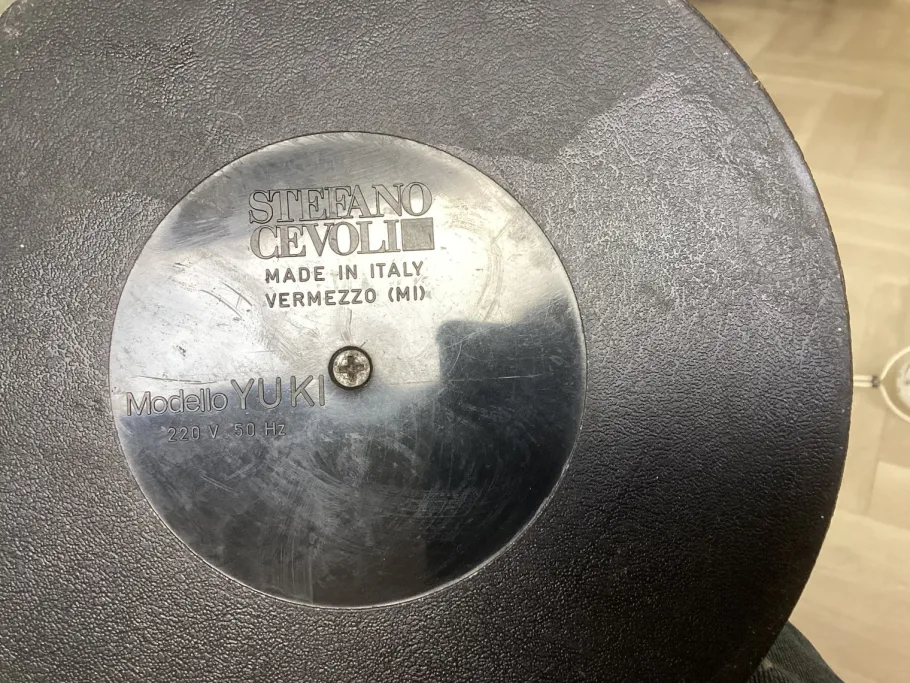 STEFANO
CEVOLI
MADE IN ITALY
VERMEZZO (MI)
Modello YUKI
220 V. 50 Hz